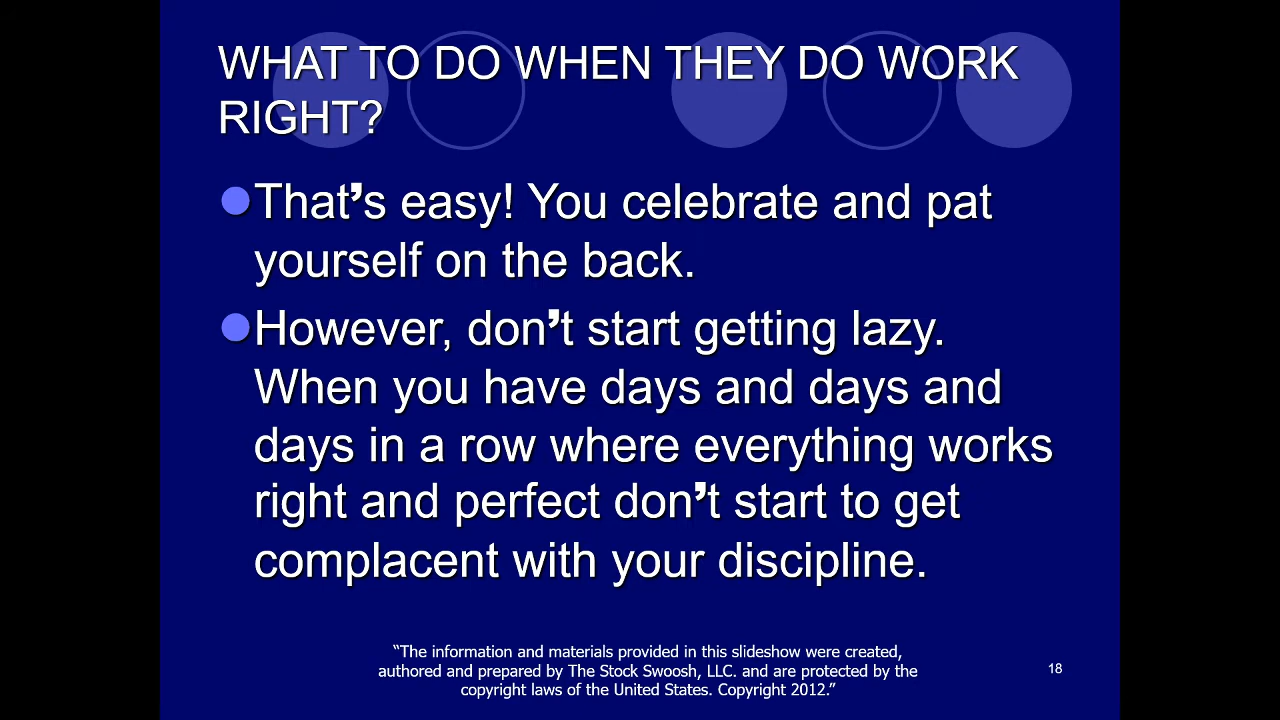 WHAT TO DO WHEN THEY DO WORK
RIGHT?
That’s easy! You celebrate and pat
yourself on the back.
However, don’t start getting lazy.
When you have days and days and
days in a row where everything works
right and perfect don’t start to get
complacent with your discipline.
“The information and materials provided in this slideshow were created,
authored and prepared by The Stock Swoosh, LLC. and are protected by the
copyright laws of the United States. Copyright 2012.”
18